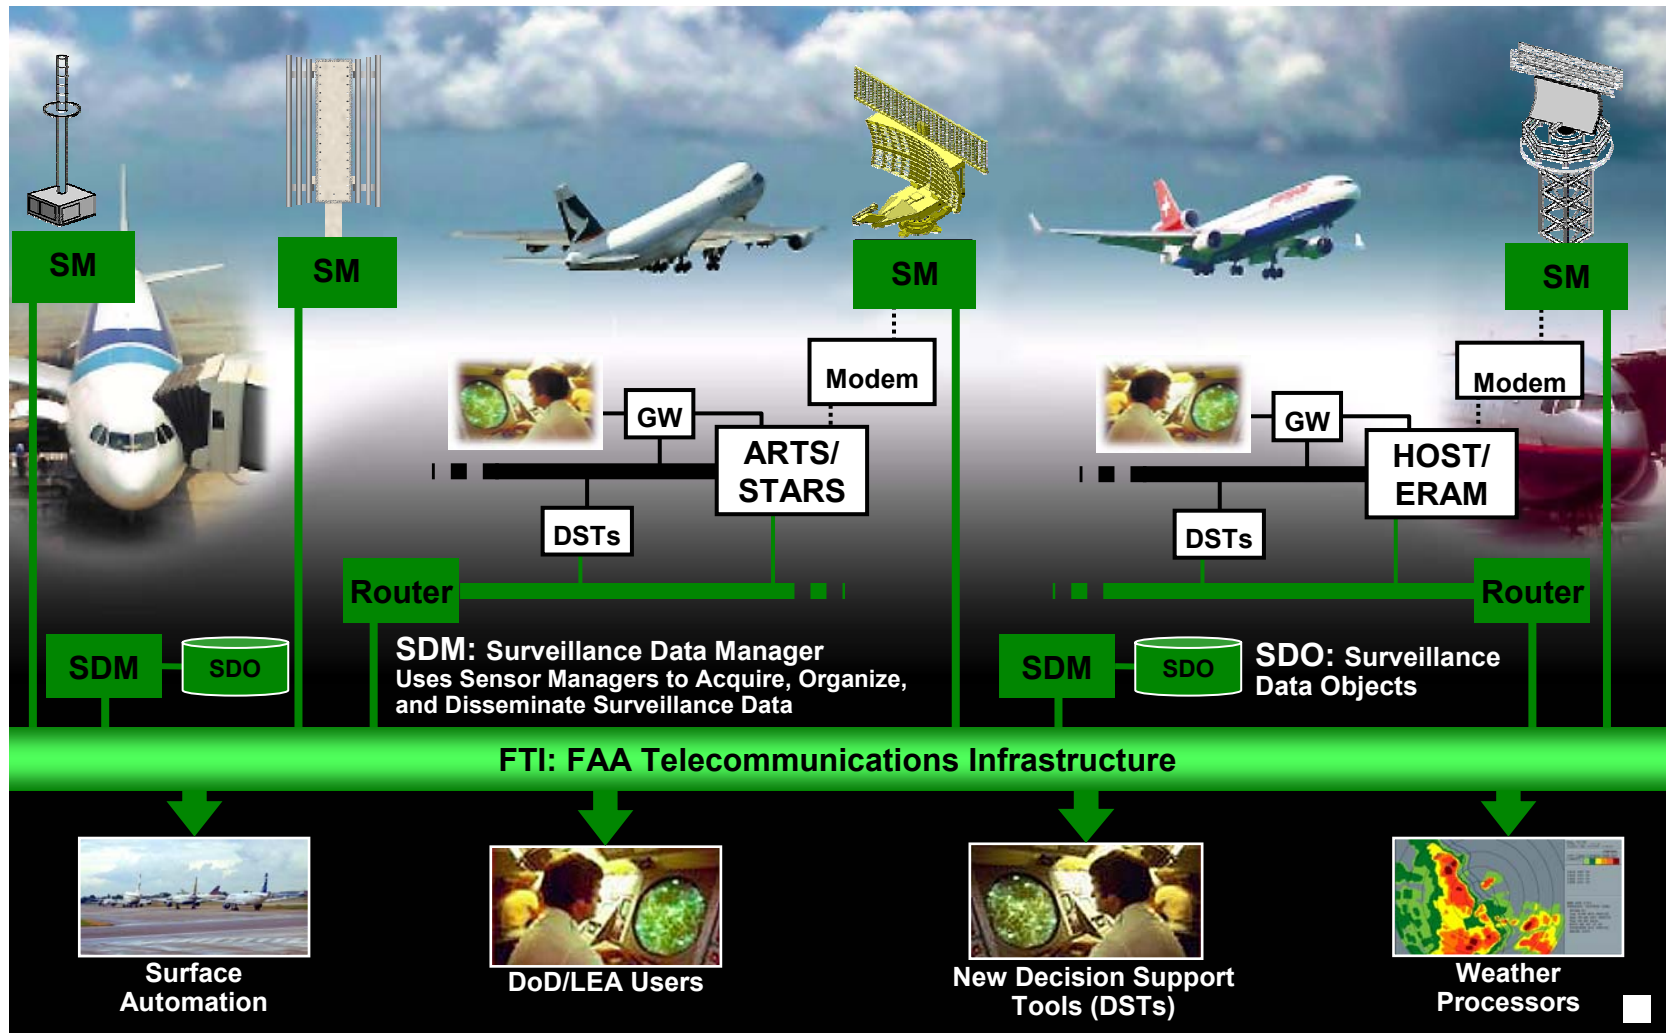 SM
SM
SM
SM
Modem
Modem
GW
GW
ARTS/
STARS
HOST/
ERAM
DSTs
DSTs
Router
Router
SDM
SDO
SDM: Surveillance Data Manager
Uses Sensor Managers to Acquire, Organize,
and Disseminate Surveillance Data
SDM
SDO
SDO: Surveillance
Data Objects
FTI: FAA Telecommunications Infrastructure
Surface
Automation
DoD/LEA Users
New Decision Support
Tools (DSTs)
Weather
Processors